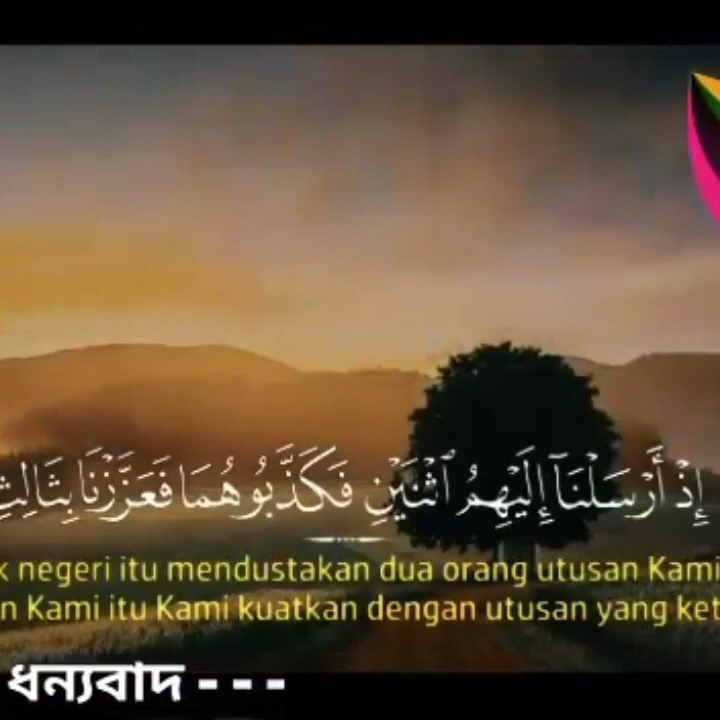 إِذْ أَرْسَلْنَآ إِلَيْهِمُ ٱثْنَيْنِ فَكَذَّبُوهُمَا فَعَزَّزْنَا بِثَالِثٍ
k negeri itu mendustakan dua orang utusan Kami
n Kami itu Kami kuatkan dengan utusan yang ket
ধন্যবাদ - - -